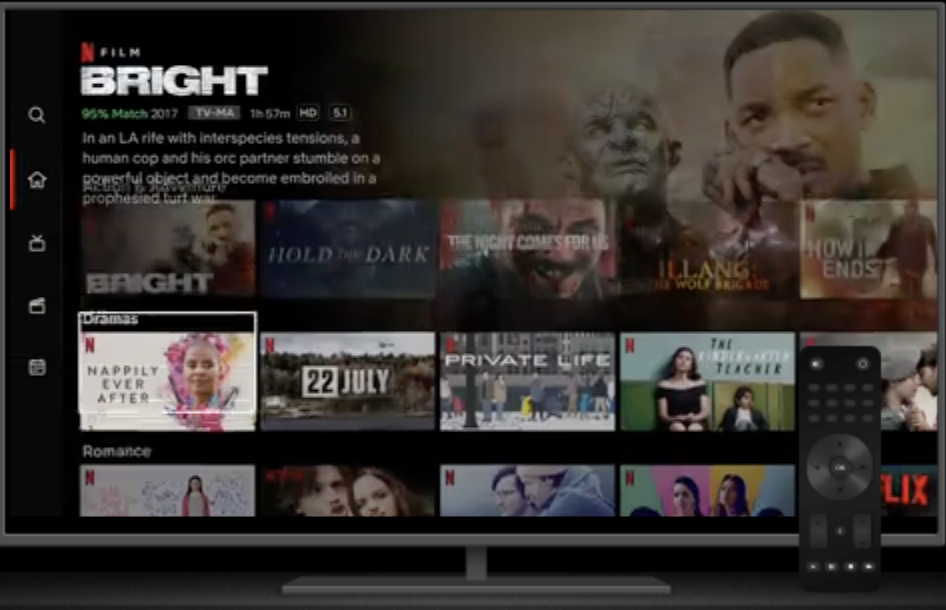 N FILM
BRIGHT
95% Match 2017 TV-MA 1h 57m HD 5.1
In an LA rife with interspecies tensions, a
human cop and his orc partner stumble on a
powerful object and become embroiled in a
prophesied turf war.
Action & Adventure
BRIGHT
HOLD THE DARK
THE NIGHT COMES FOR US
ILLANG:
THE WOLF BRIGADE
HOW IT
ENDS
Dramas
NAPPILY
EVER
AFTER
22 JULY
PRIVATE LIFE
THE
KINDERGARTEN
TEACHER
Romance
NETFLIX
FLIX
OK